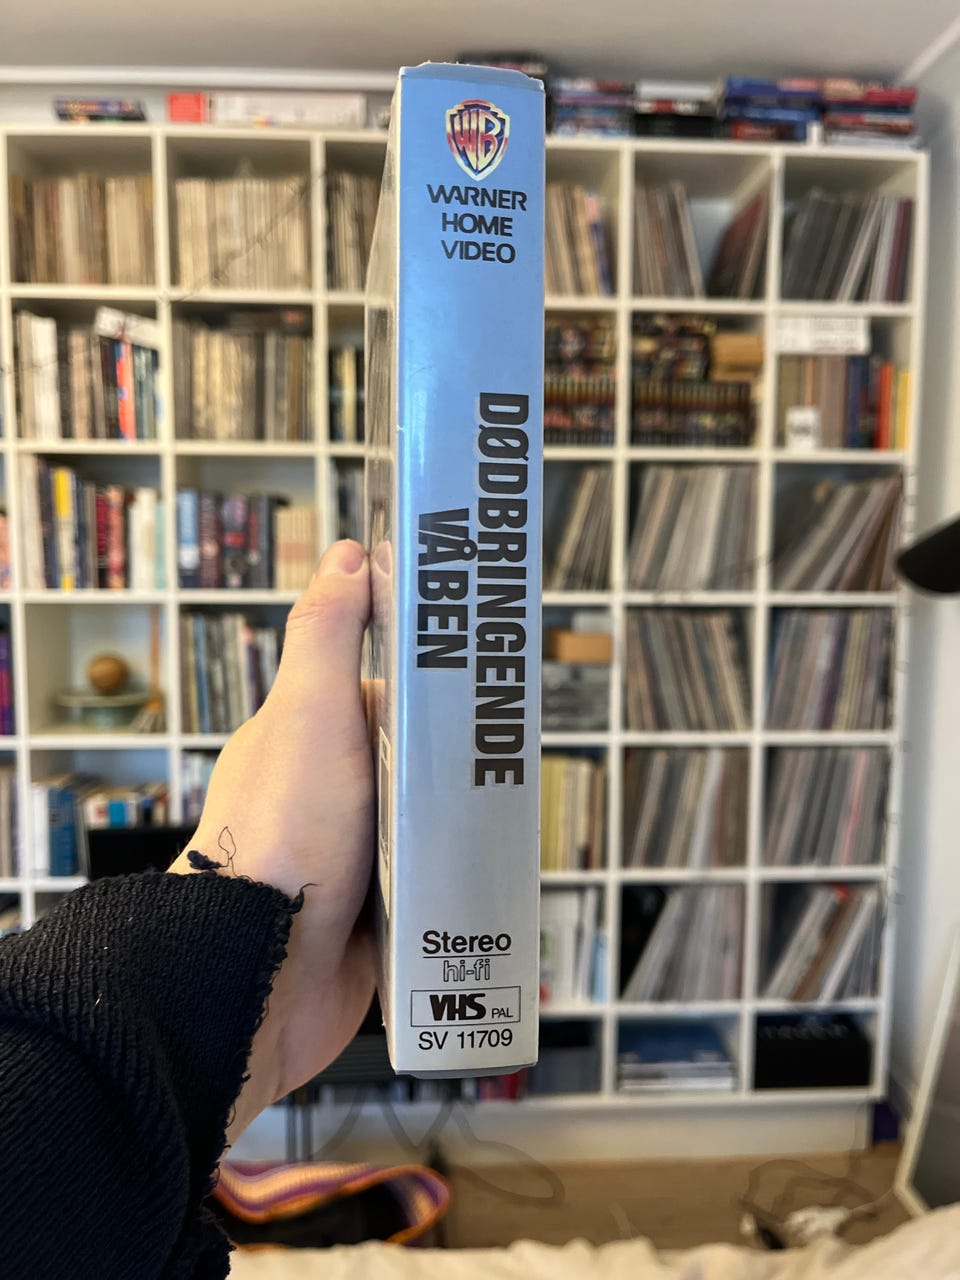 WB
WARNER
HOME
VIDEO
DØDBRINGENDE
VÅBEN
Stereo
hi-fi
VHS PAL
SV 11709